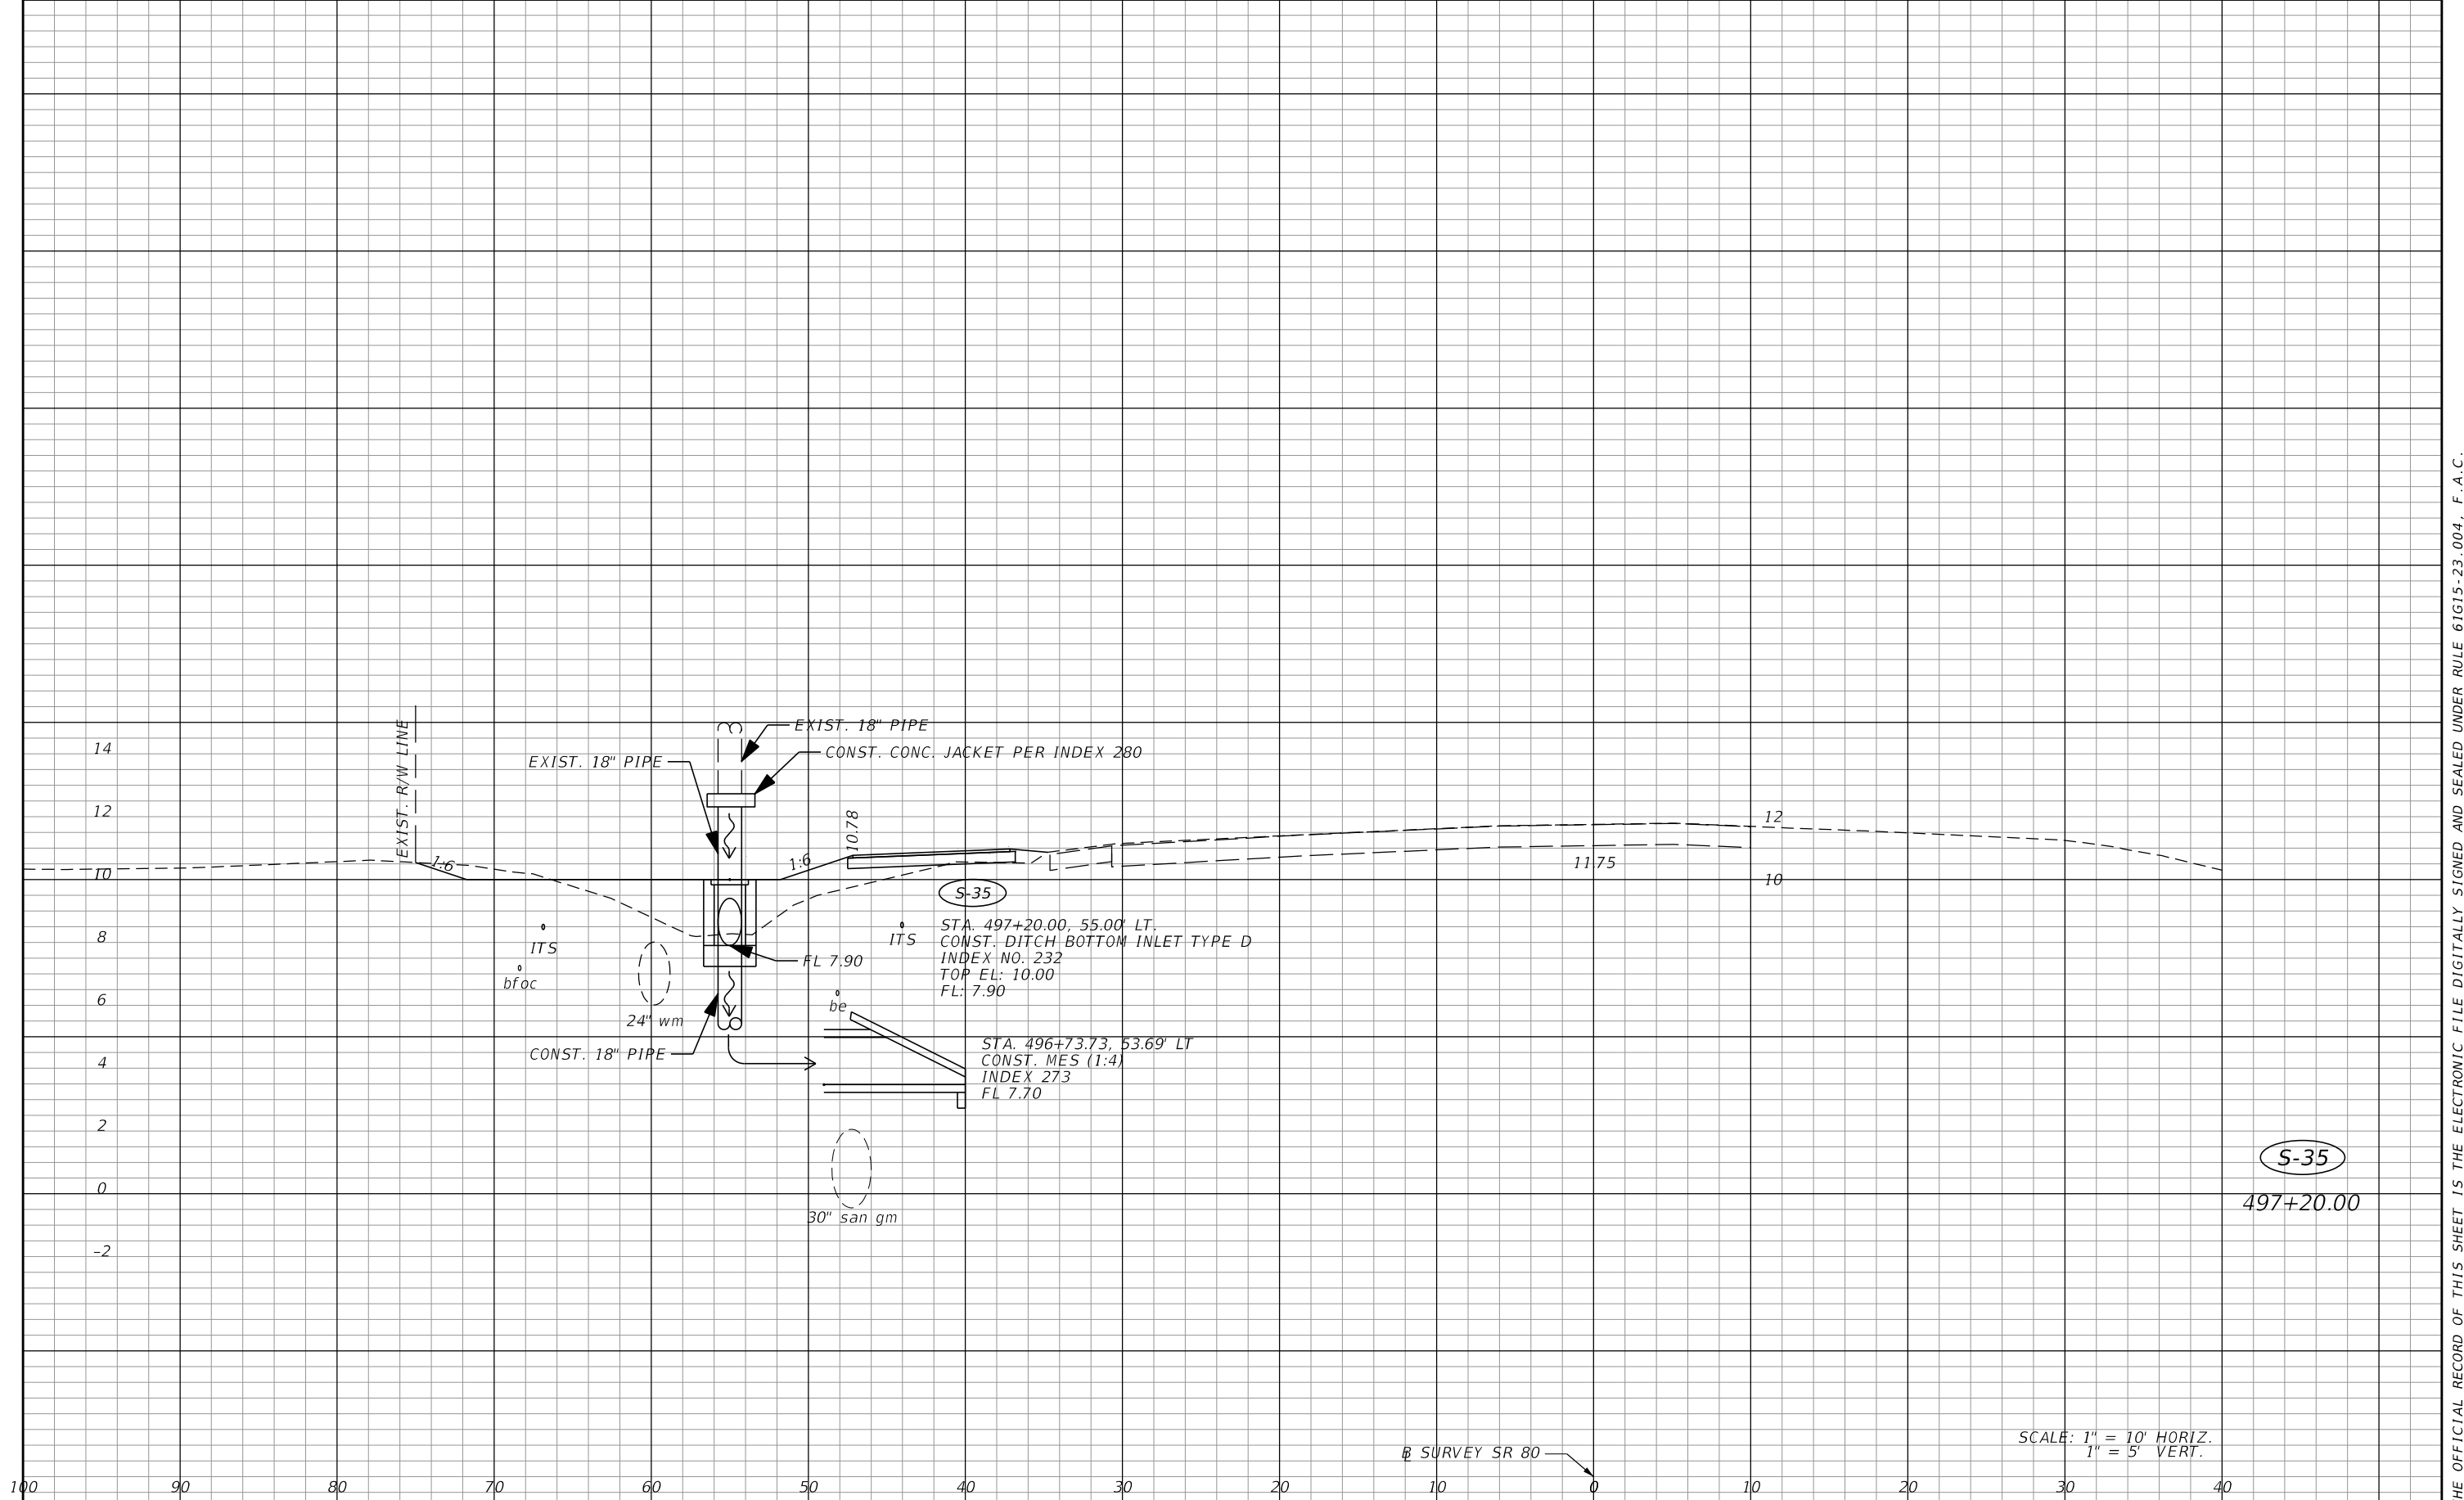 EXIST. R/W LINE
14
12
10
8
6
4
2
0
-2
1:6
EXIST. 18" PIPE
CONST. CONC. JACKET PER INDEX 280
EXIST. 18" PIPE
1:6
10.78
12
11.75
10
S-35
STA. 497+20.00, 55.00' LT.
CONST. DITCH BOTTOM INLET TYPE D
INDEX NO. 232
TOP EL: 10.00
FL: 7.90
ITS
ITS
bfoc
FL 7.90
be
24" wm
CONST. 18" PIPE
STA. 496+73.73, 53.69' LT
CONST. MES (1:4)
INDEX 273
FL 7.70
30" san gm
S-35
497+20.00
SCALE: 1" = 10' HORIZ.
1" = 5' VERT.
BL SURVEY SR 80
100 90 80 70 60 50 40 30 20 10 0 10 20 30 40
HE OFFICIAL RECORD OF THIS SHEET IS THE ELECTRONIC FILE DIGITALLY SIGNED AND SEALED UNDER RULE 61G15-23.004, F.A.C.